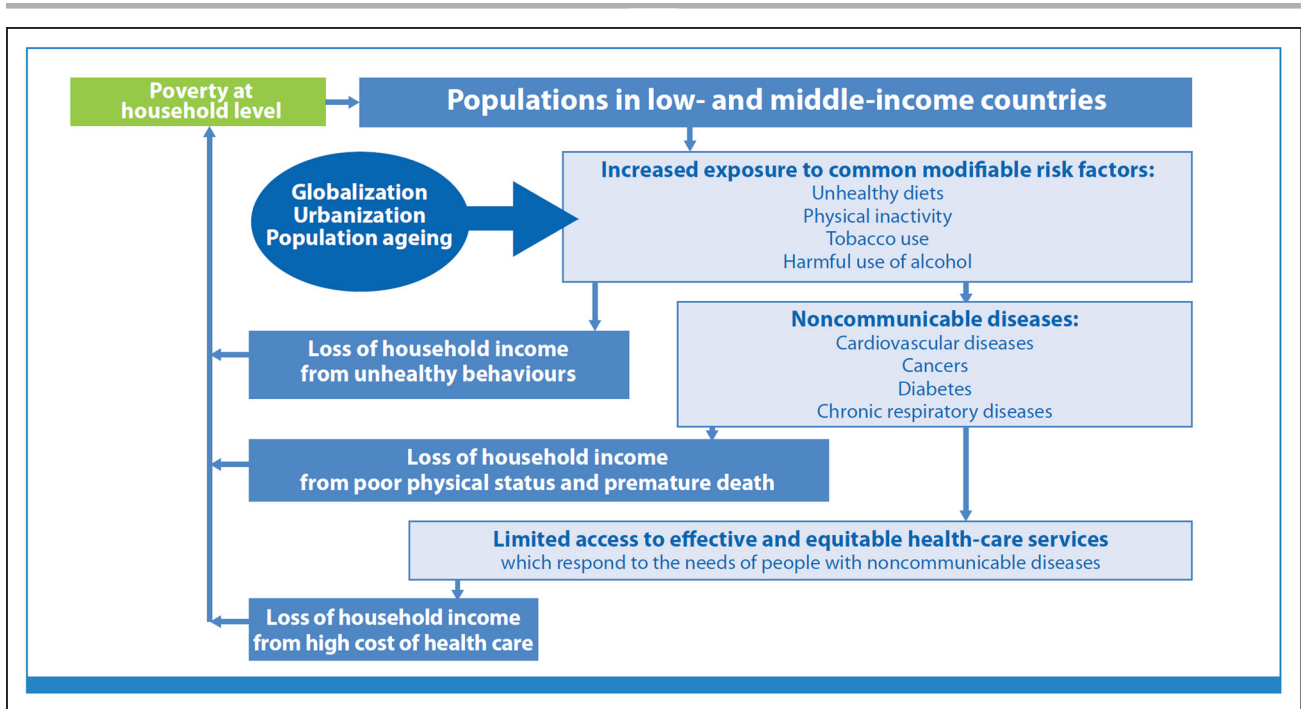 Poverty at
household level
Populations in low- and middle-income countries
Globalization
Urbanization
Population ageing
Increased exposure to common modifiable risk factors:
Unhealthy diets
Physical inactivity
Tobacco use
Harmful use of alcohol
Loss of household income
from unhealthy behaviours
Noncommunicable diseases:
Cardiovascular diseases
Cancers
Diabetes
Chronic respiratory diseases
Loss of household income
from poor physical status and premature death
Limited access to effective and equitable health-care services
which respond to the needs of people with noncommunicable diseases
Loss of household income
from high cost of health care